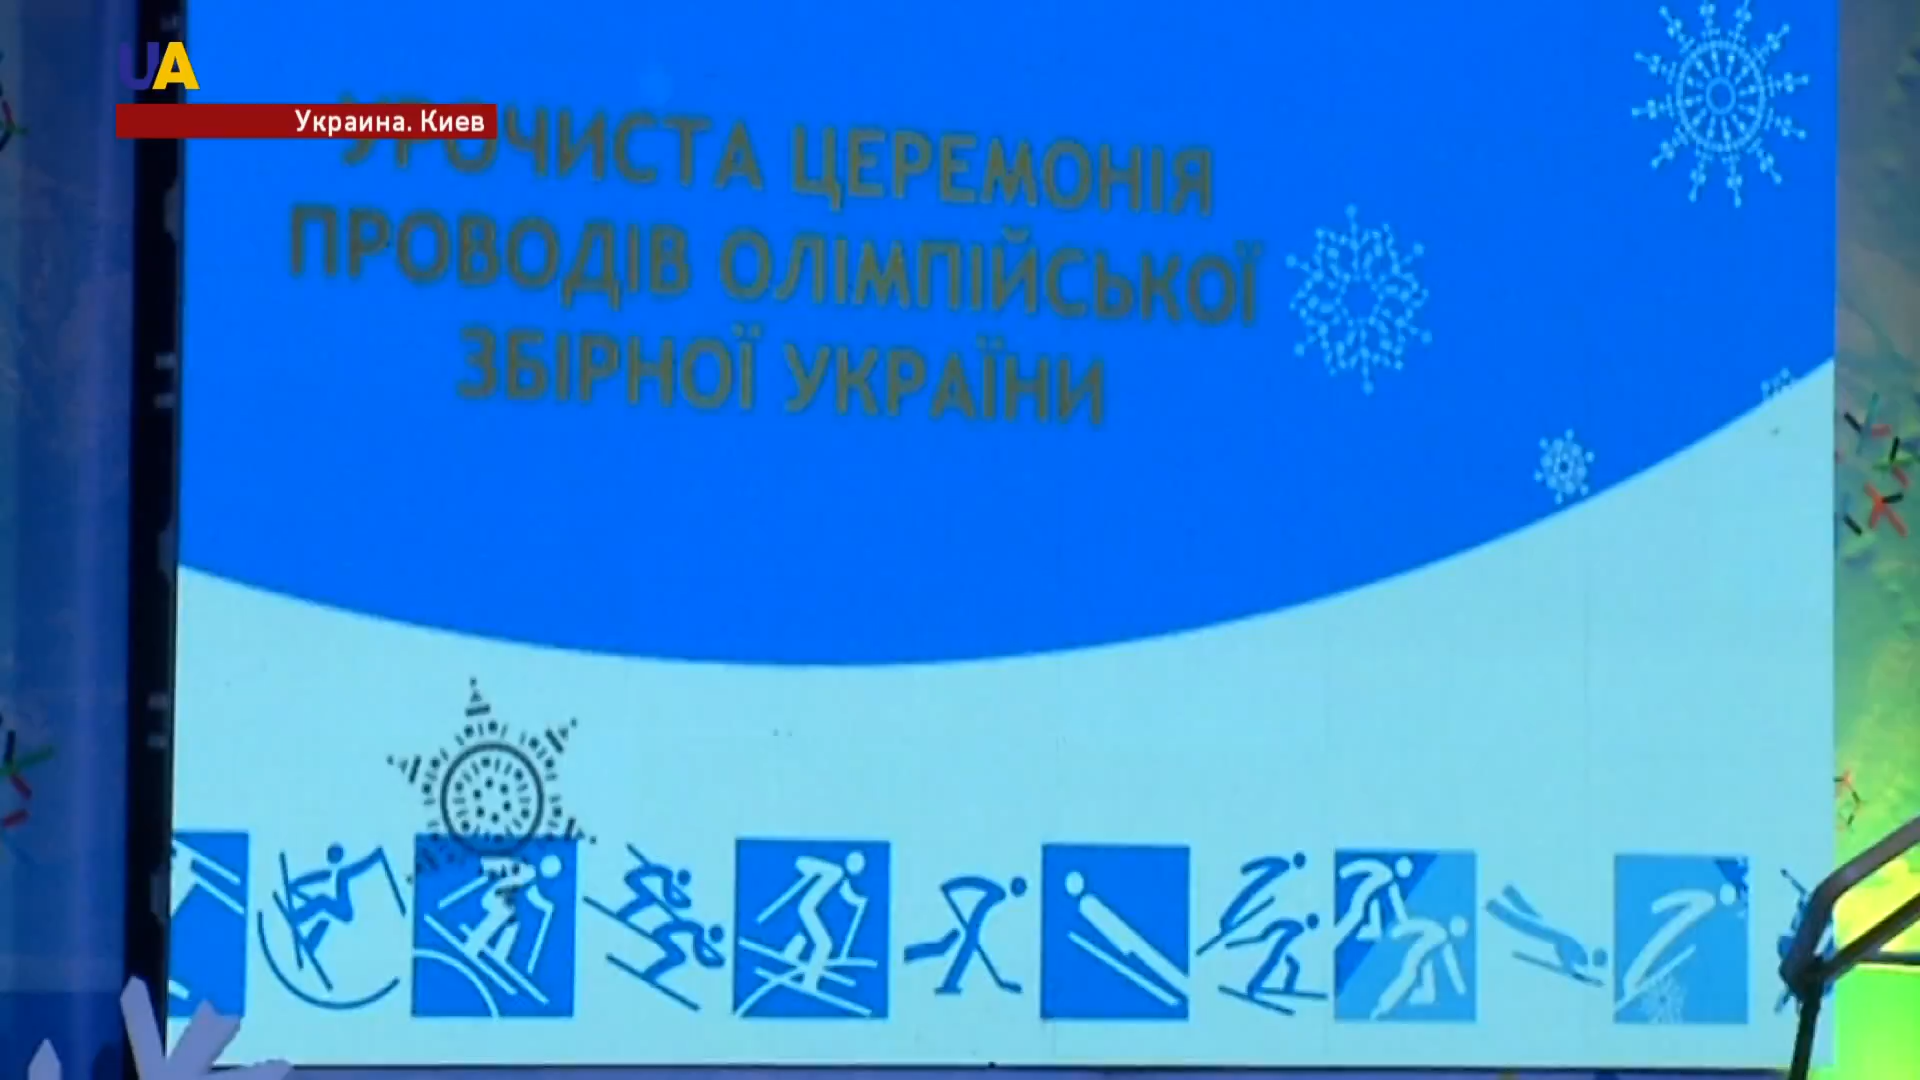 UA
Украина. Киев
УРОЧИСТА ЦЕРЕМОНІЯ
ПРОВОДІВ ОЛІМПІЙСЬКОЇ
ЗБІРНОЇ УКРАЇНИ